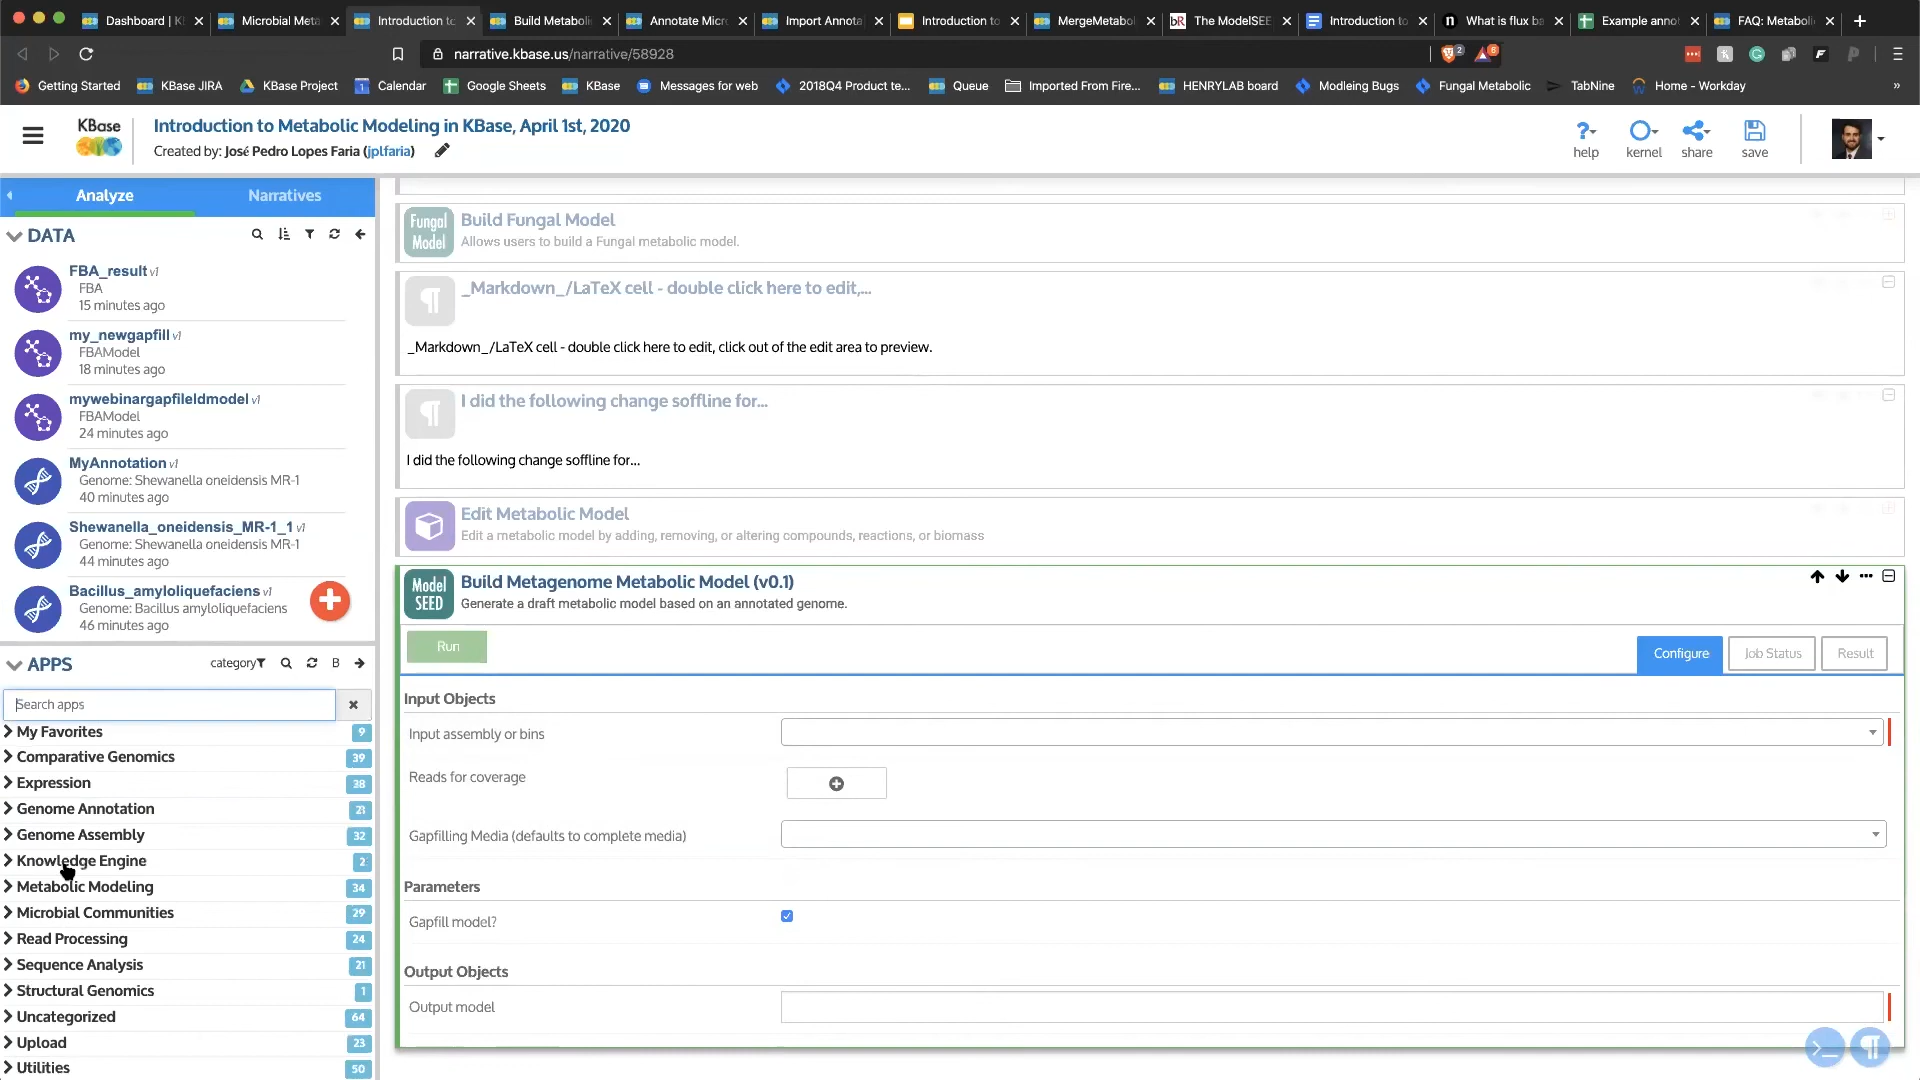 Dashboard | K
Microbial Meta
Introduction to
Build Metaboli
Annotate Micr
Import Annota
Introduction to
MergeMetabo
bR The ModelSEE
Introduction to
n What is flux ba
Example annot
FAQ: Metaboli
narrative.kbase.us/narrative/58928
2
6
Getting Started
KBase JIRA
KBase Project
Calendar
Google Sheets
KBase
Messages for web
2018Q4 Product te...
Queue
Imported From Fire...
HENRYLAB board
Modleing Bugs
Fungal Metabolic
TabNine
Home - Workday
»
KBase
Introduction to Metabolic Modeling in KBase, April 1st, 2020
Created by: José Pedro Lopes Faria (jplfaria)
help
kernel
share
save
Analyze
Narratives
DATA
FBA_result v1
FBA
15 minutes ago
my_newgapfill v1
FBAModel
18 minutes ago
mywebinargapfileldmodel v1
FBAModel
24 minutes ago
MyAnnotation v1
Genome: Shewanella oneidensis MR-1
40 minutes ago
Shewanella_oneidensis_MR-1_1 v1
Genome: Shewanella oneidensis MR-1
44 minutes ago
Bacillus_amyloliquefaciens v1
Genome: Bacillus amyloliquefaciens
46 minutes ago
APPS
category
B
Search apps
My Favorites 9
Comparative Genomics 39
Expression 38
Genome Annotation 23
Genome Assembly 32
Knowledge Engine 2
Metabolic Modeling 34
Microbial Communities 29
Read Processing 24
Sequence Analysis 21
Structural Genomics 1
Uncategorized 64
Upload 23
Utilities 50
Fungal Model
Build Fungal Model
Allows users to build a Fungal metabolic model.
_Markdown_/LaTeX cell - double click here to edit,...
_Markdown_/LaTeX cell - double click here to edit, click out of the edit area to preview.
I did the following change soffline for...
I did the following change soffline for...
Edit Metabolic Model
Edit a metabolic model by adding, removing, or altering compounds, reactions, or biomass
Model SEED
Build Metagenome Metabolic Model (v0.1)
Generate a draft metabolic model based on an annotated genome.
Run
Configure
Job Status
Result
Input Objects
Input assembly or bins
Reads for coverage
Gapfilling Media (defaults to complete media)
Parameters
Gapfill model?
Output Objects
Output model